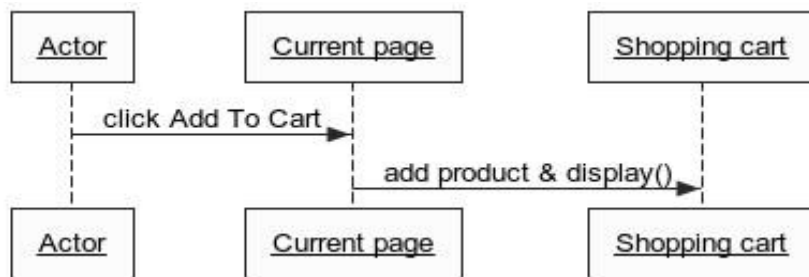 Actor
Current page
Shopping cart
click Add To Cart
add product & display()
Actor
Current page
Shopping cart